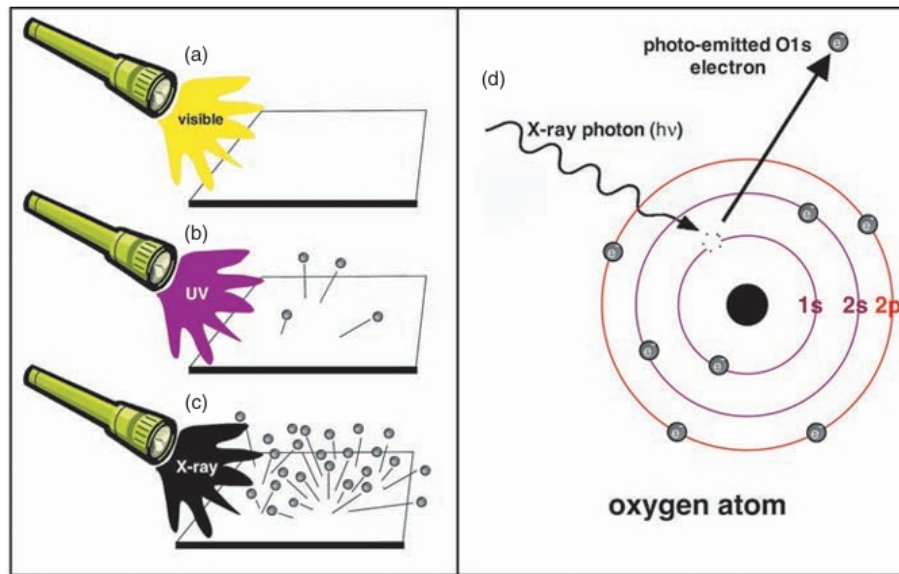 (a)
visible
(b)
UV
(c)
X-ray
(d)
photo-emitted O1s
electron
e⁻
X-ray photon (hν)
e⁻
e⁻
e⁻
1s 2s 2p
e⁻
e⁻
e⁻
e⁻
oxygen atom